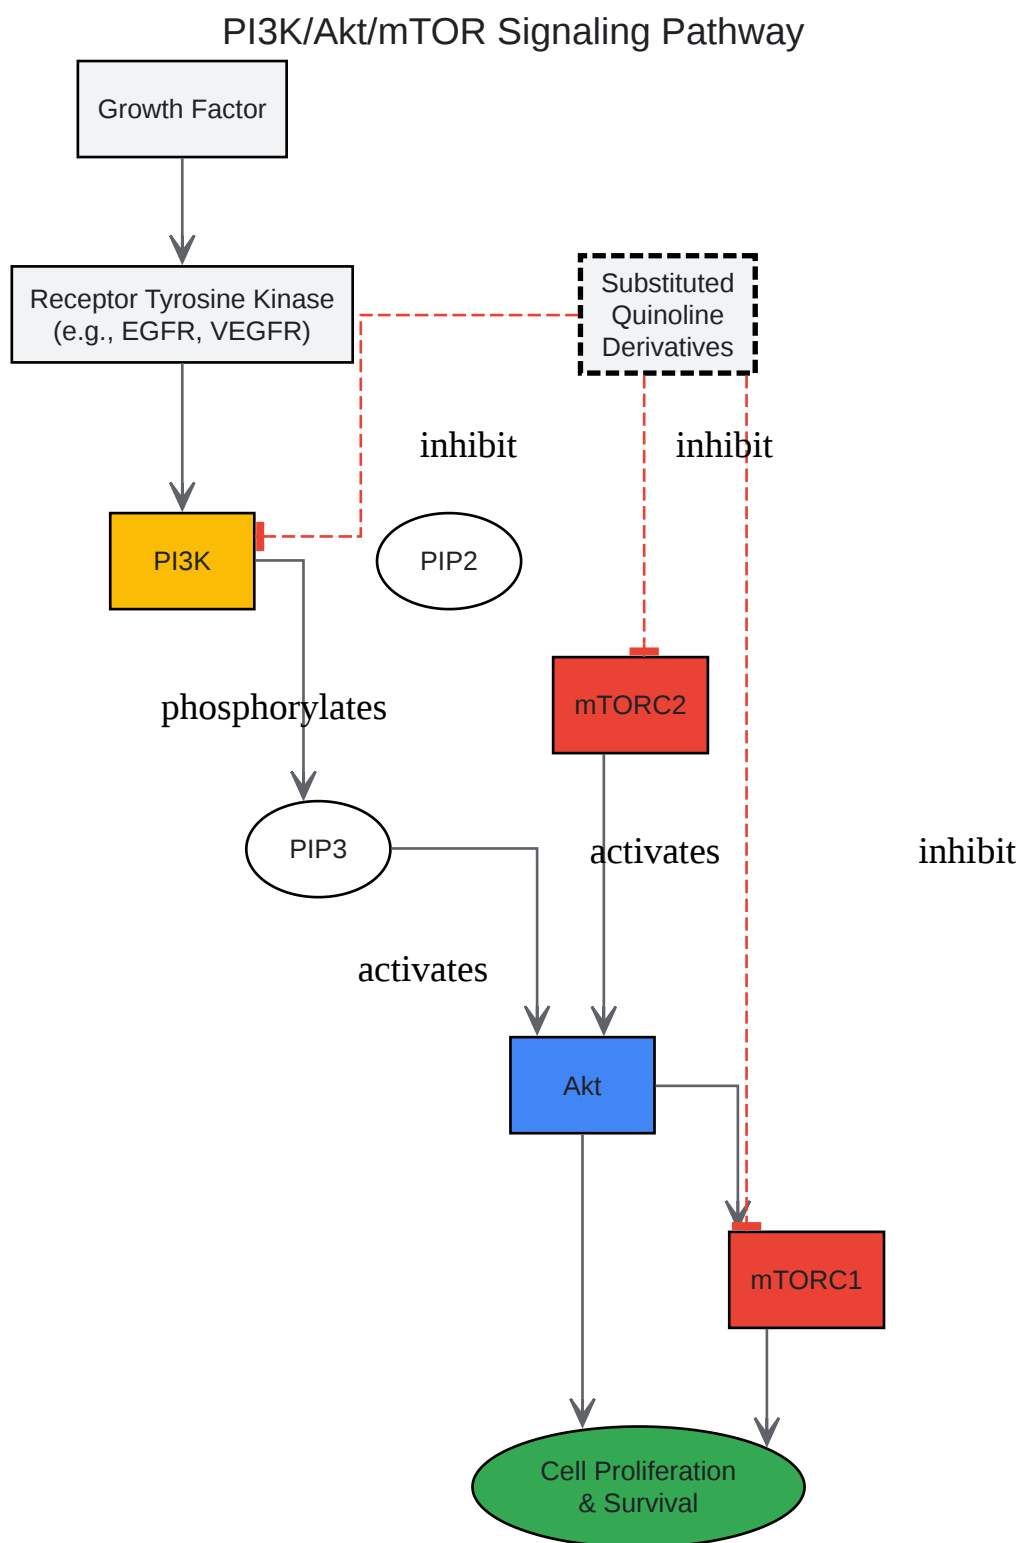 PI3K/Akt/mTOR Signaling Pathway
Growth Factor
Receptor Tyrosine Kinase
(e.g., EGFR, VEGFR)
Substituted
Quinoline
Derivatives
inhibit
inhibit
PI3K
PIP2
phosphorylates
mTORC2
PIP3
activates
inhibit
activates
Akt
mTORC1
Cell Proliferation
& Survival